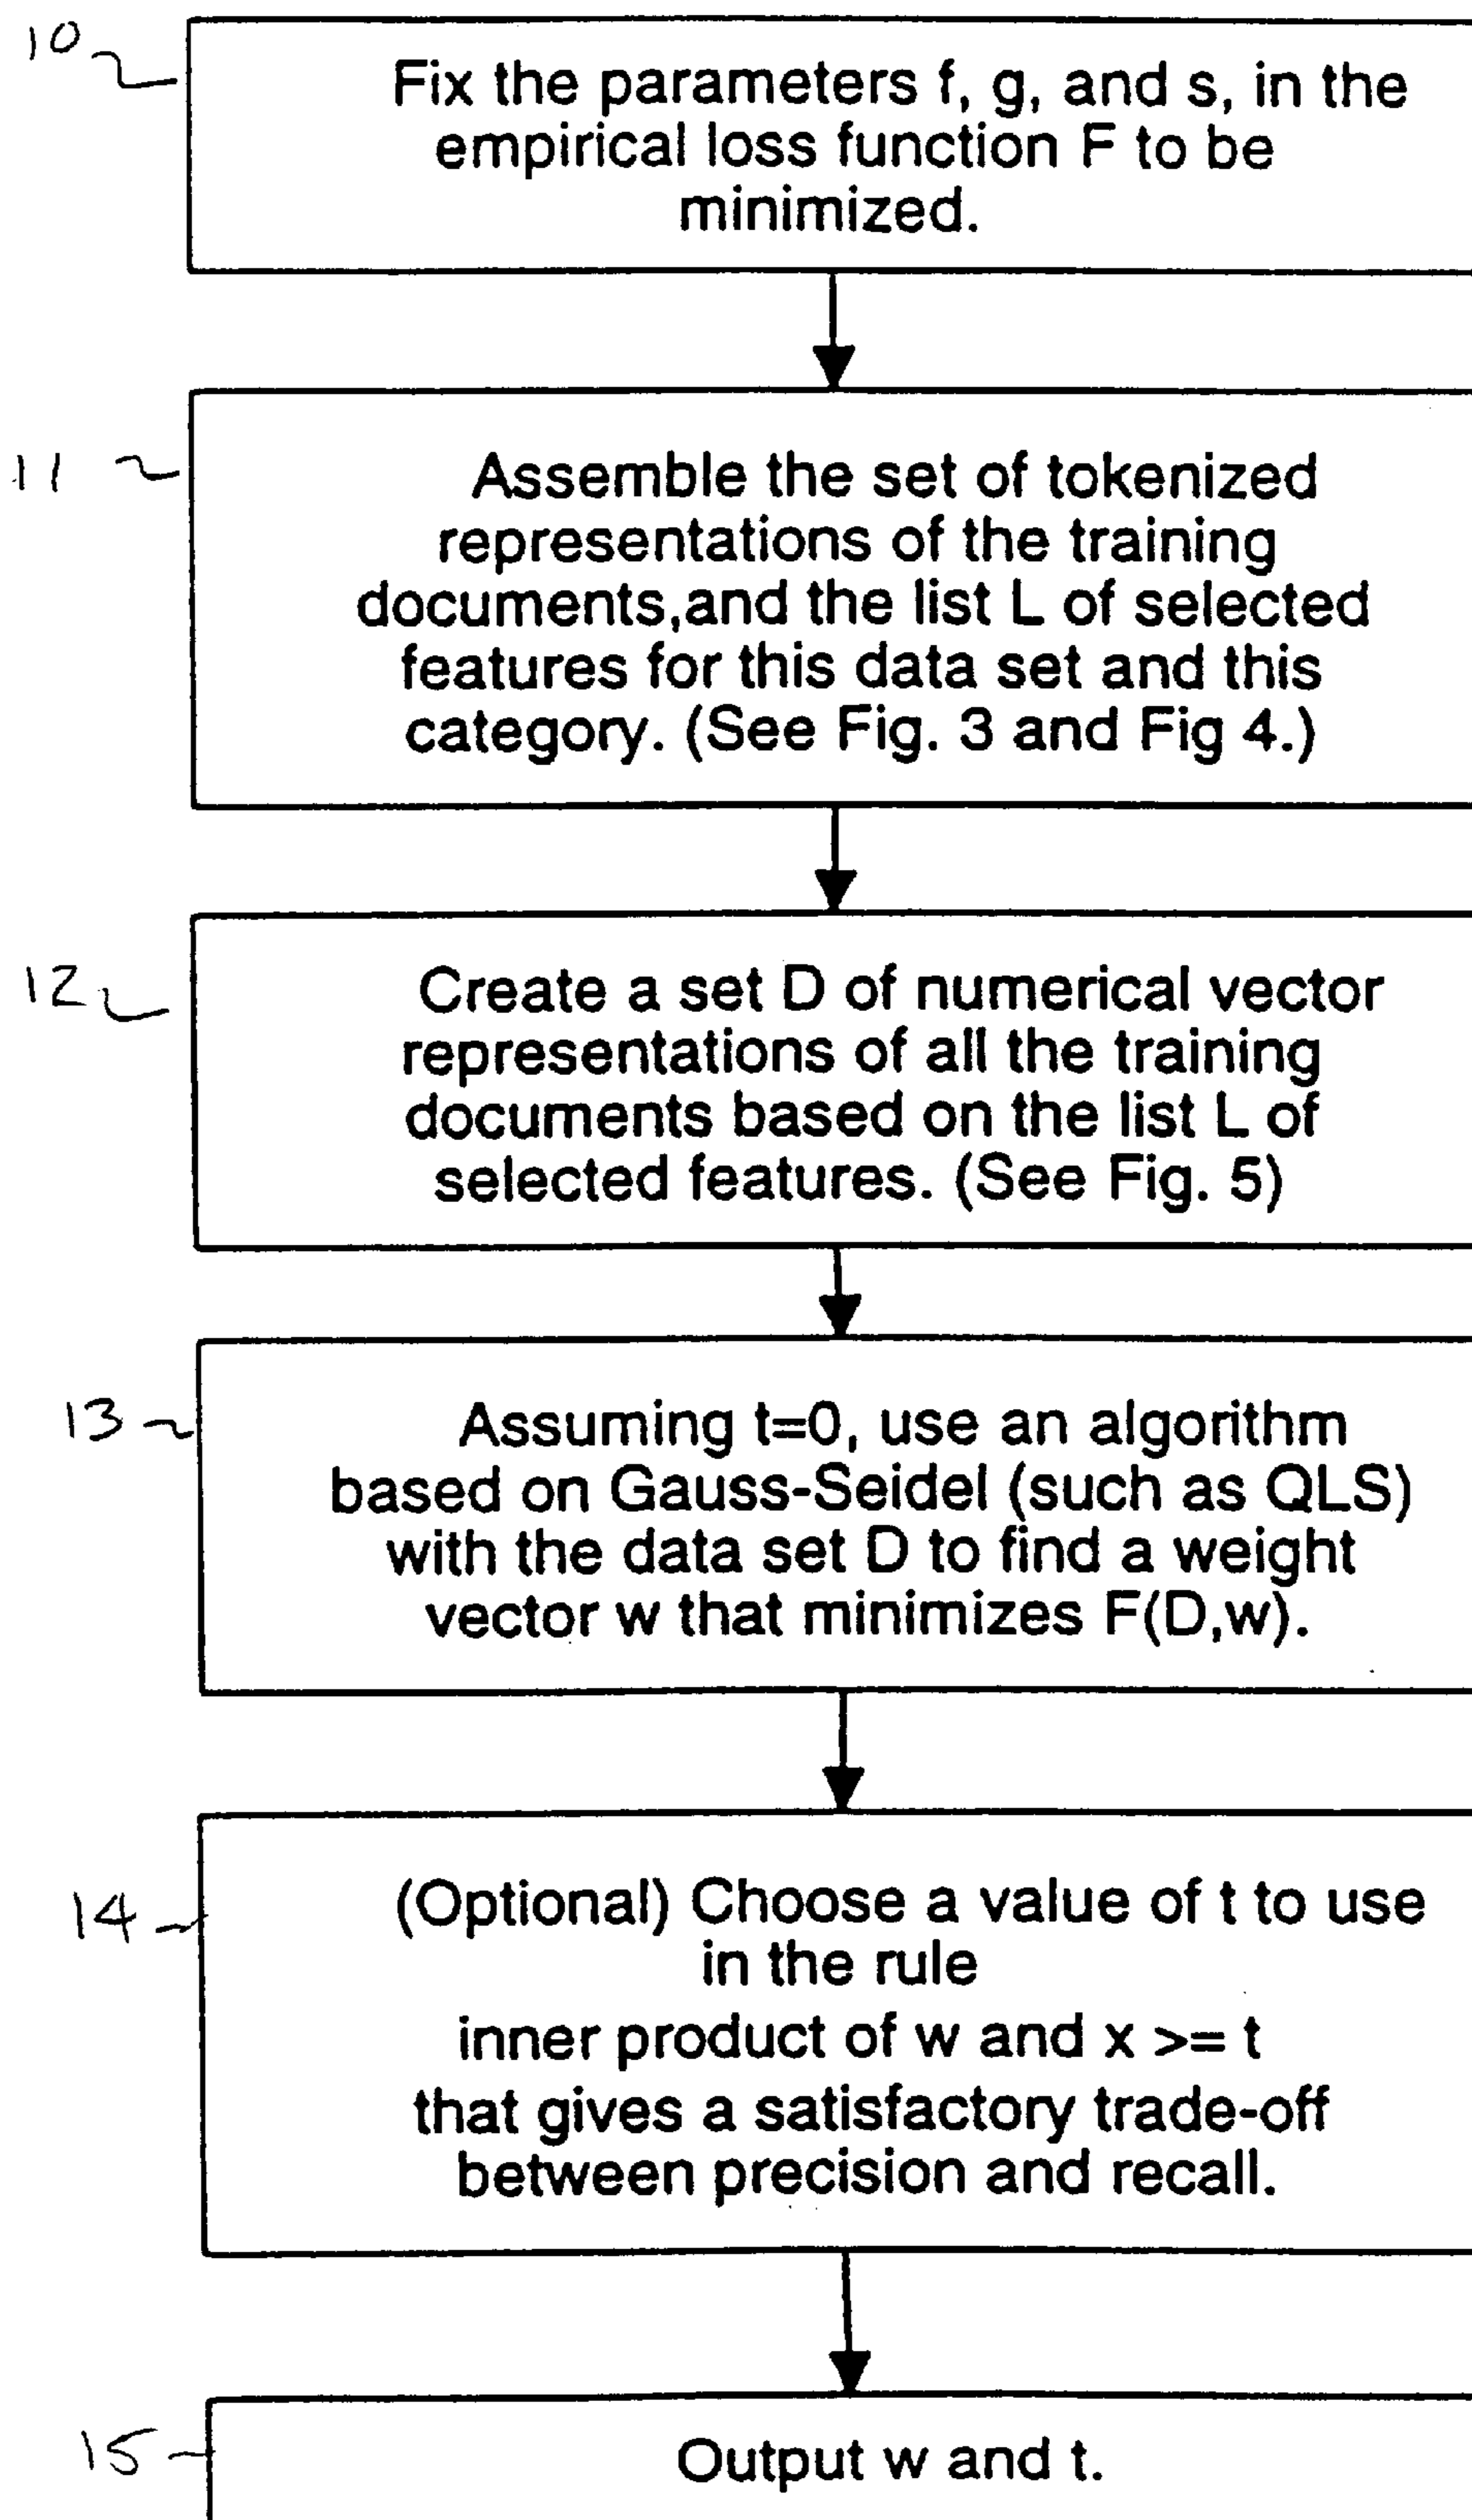 10
Fix the parameters f, g, and s, in the
empirical loss function F to be
minimized.
11
Assemble the set of tokenized
representations of the training
documents,and the list L of selected
features for this data set and this
category. (See Fig. 3 and Fig 4.)
12
Create a set D of numerical vector
representations of all the training
documents based on the list L of
selected features. (See Fig. 5)
13
Assuming t=0, use an algorithm
based on Gauss-Seidel (such as QLS)
with the data set D to find a weight
vector w that minimizes F(D,w).
14
(Optional) Choose a value of t to use
in the rule
inner product of w and x >= t
that gives a satisfactory trade-off
between precision and recall.
15
Output w and t.